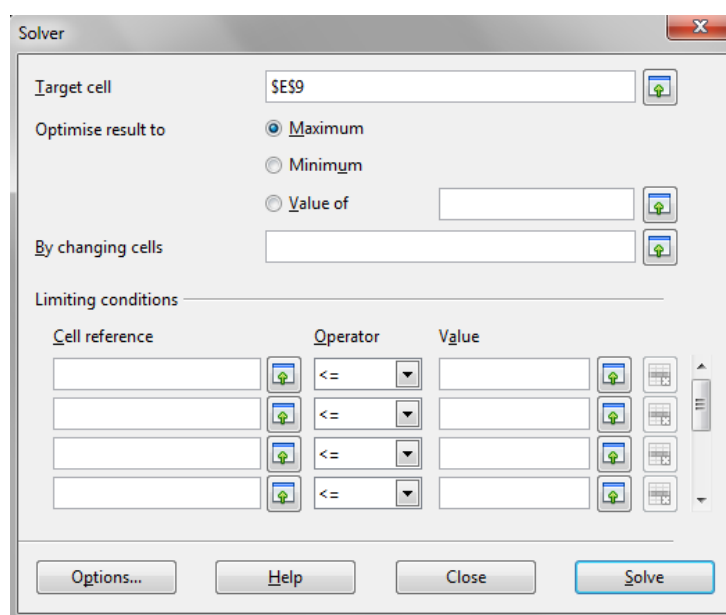 Solver
Target cell $E$9
Optimise result to Maximum
Minimum
Value of
By changing cells
Limiting conditions
Cell reference Operator Value
<=
<=
<=
<=
Options... Help Close Solve